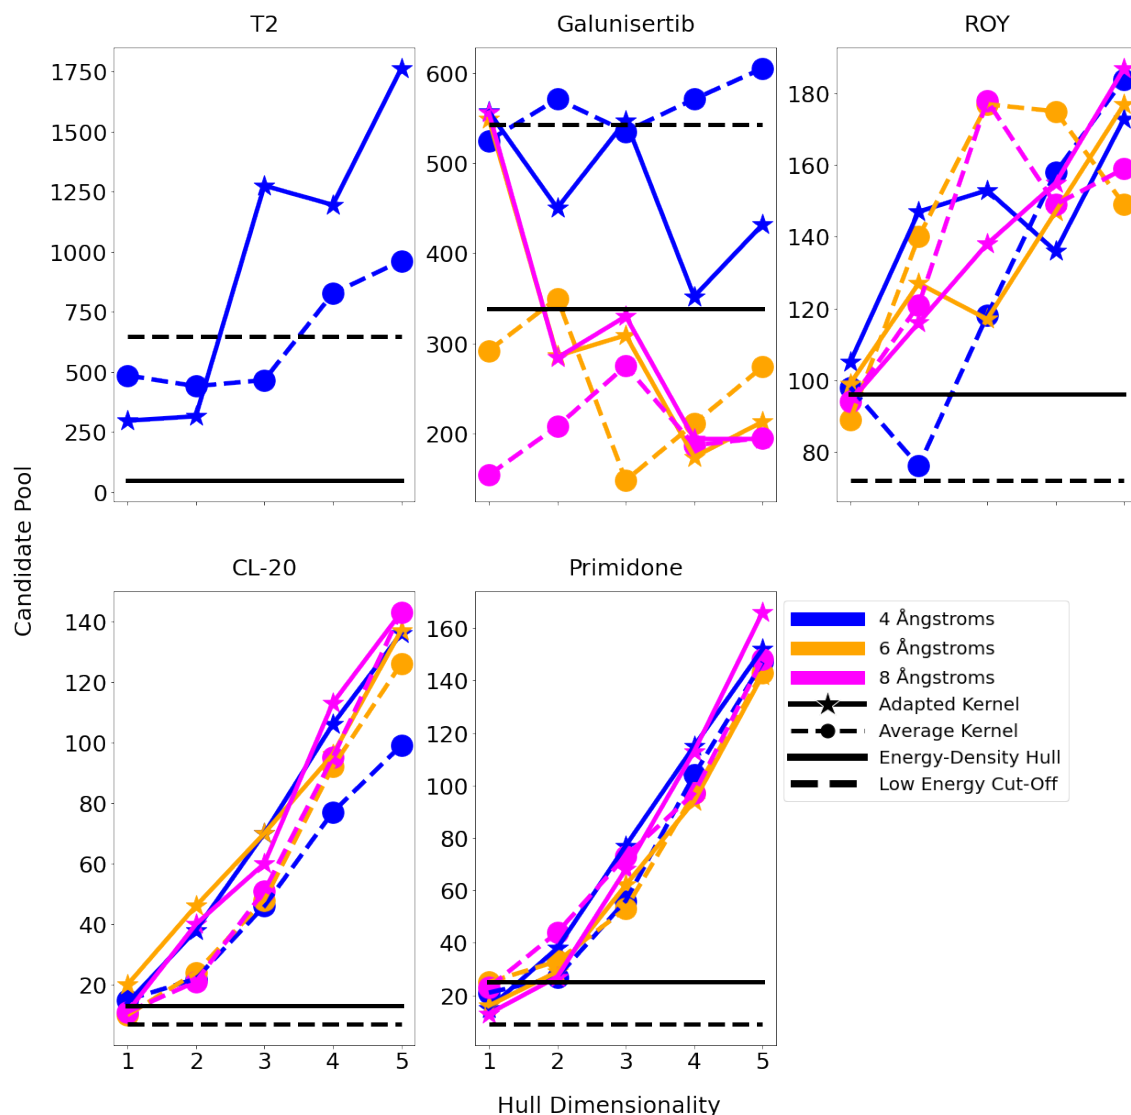 T2
Galunisertib
ROY
1750
1500
1250
1000
750
500
250
0
600
500
400
300
200
180
160
140
120
100
80
Candidate Pool
CL-20
Primidone
140
120
100
80
60
40
20
160
140
120
100
80
60
40
20
4 Ångstroms
6 Ångstroms
8 Ångstroms
Adapted Kernel
Average Kernel
Energy-Density Hull
Low Energy Cut-Off
1 2 3 4 5
1 2 3 4 5
Hull Dimensionality